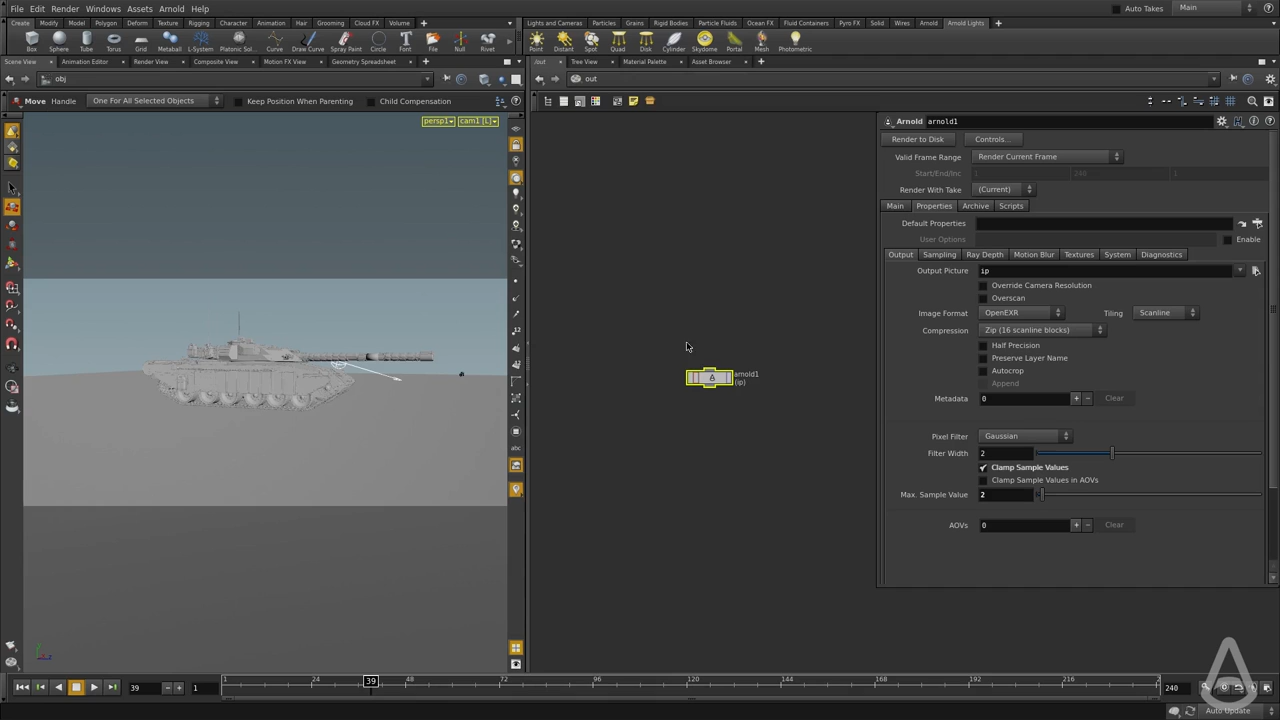 File Edit Render Windows Assets Arnold Help Auto Takes Main
Create Modify Model Polygon Deform Texture Rigging Character Animation Hair Grooming Cloud FX Volume
Lights and Cameras Particles Grains Rigid Bodies Particle Fluids Ocean FX Fluid Containers Pyro FX Solid Wires Arnold Arnold Lights
Box Sphere Tube Torus Grid Metaball L-System Platonic Sol... Curve Draw Curve Spray Paint Circle Font File Null Rivet
Point Distant Spot Quad Disk Cylinder Skydome Portal Mesh Photometric
Scene View Animation Editor Render View Composite View Motion FX View Geometry Spreadsheet
/out Tree View Material Palette Asset Browser
obj
out
Move Handle One For All Selected Objects Keep Position When Parenting Child Compensation
persp1 cam1 [L]
Arnold arnold1
Render to Disk Controls...
Valid Frame Range Render Current Frame
Start/End/Inc 1 240 1
Render With Take (Current)
Main Properties Archive Scripts
Default Properties
User Options Enable
Output Sampling Ray Depth Motion Blur Textures System Diagnostics
Output Picture ip
Override Camera Resolution
Overscan
Image Format OpenEXR Tiling Scanline
Compression Zip (16 scanline blocks)
Half Precision
Preserve Layer Name
Autocrop
Append
Metadata 0 + − Clear
Pixel Filter Gaussian
Filter Width 2
Clamp Sample Values
Clamp Sample Values in AOVs
Max. Sample Value 2
AOVs 0 + − Clear
arnold1
(ip)
abc
39 1
1 24 39 48 72 96 120 144 168 192 216 2
240
Auto Update